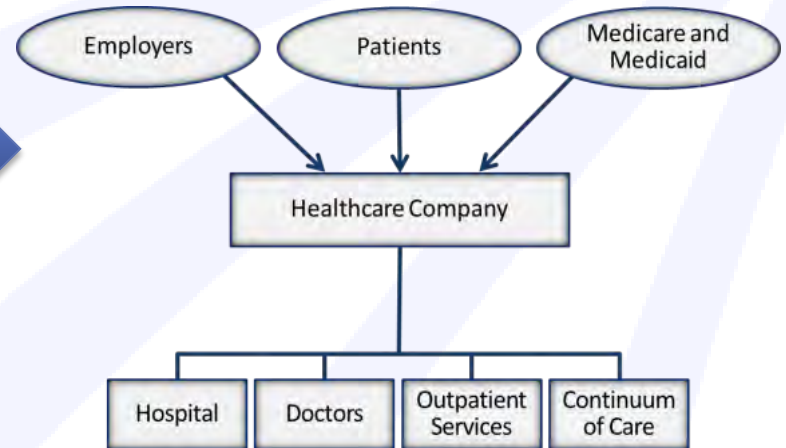 Employers
Patients
Medicare and
Medicaid
Healthcare Company
Hospital
Doctors
Outpatient
Services
Continuum
of Care